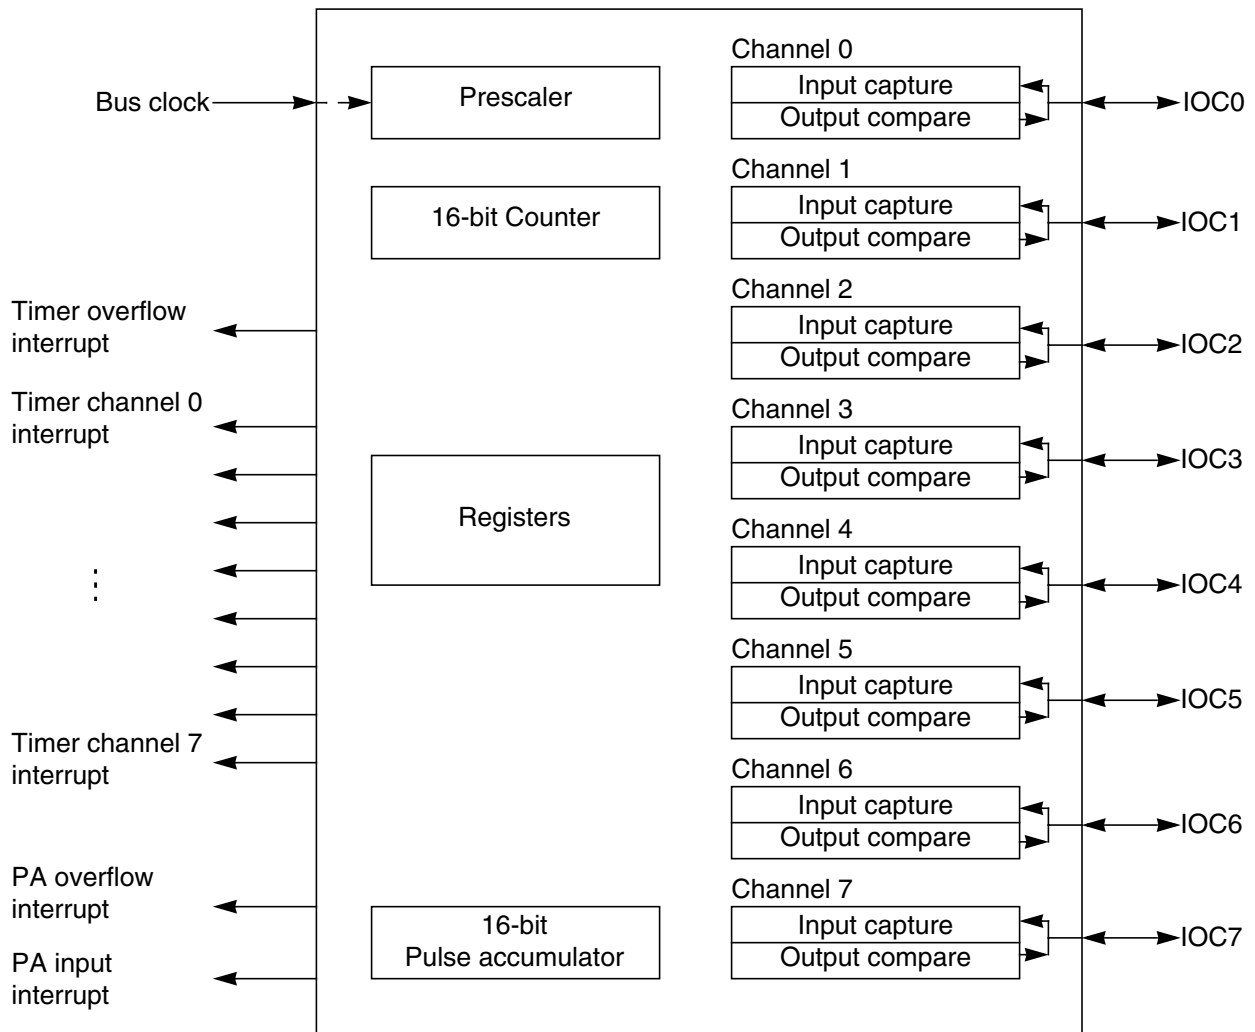 Bus clock
Timer overflow
interrupt
Timer channel 0
interrupt
Timer channel 7
interrupt
PA overflow
interrupt
PA input
interrupt
Prescaler
16-bit Counter
Registers
16-bit
Pulse accumulator
Channel 0
Input capture
Output compare
IOC0
Channel 1
Input capture
Output compare
IOC1
Channel 2
Input capture
Output compare
IOC2
Channel 3
Input capture
Output compare
IOC3
Channel 4
Input capture
Output compare
IOC4
Channel 5
Input capture
Output compare
IOC5
Channel 6
Input capture
Output compare
IOC6
Channel 7
Input capture
Output compare
IOC7